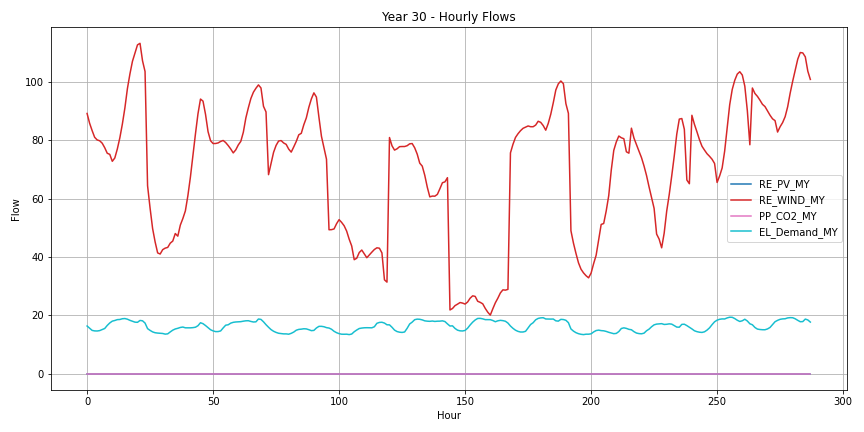 Year 30 - Hourly Flows
Flow
100
80
60
40
20
0
RE_PV_MY
RE_WIND_MY
PP_CO2_MY
EL_Demand_MY
0 50 100 150 200 250 300
Hour